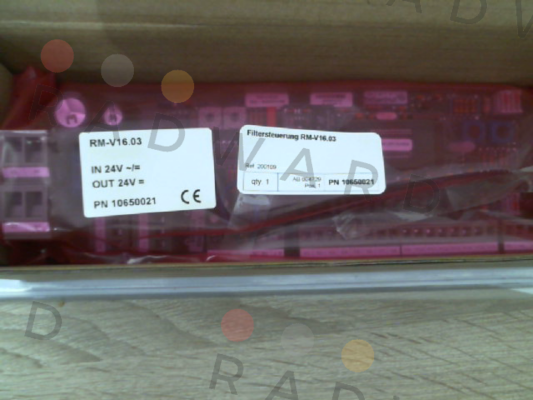 RM-V16.03
IN 24V ~/=
OUT 24V =
PN 10650021
CE
Filtersteuerung RM-V16.03
qty 1
PN 10650021